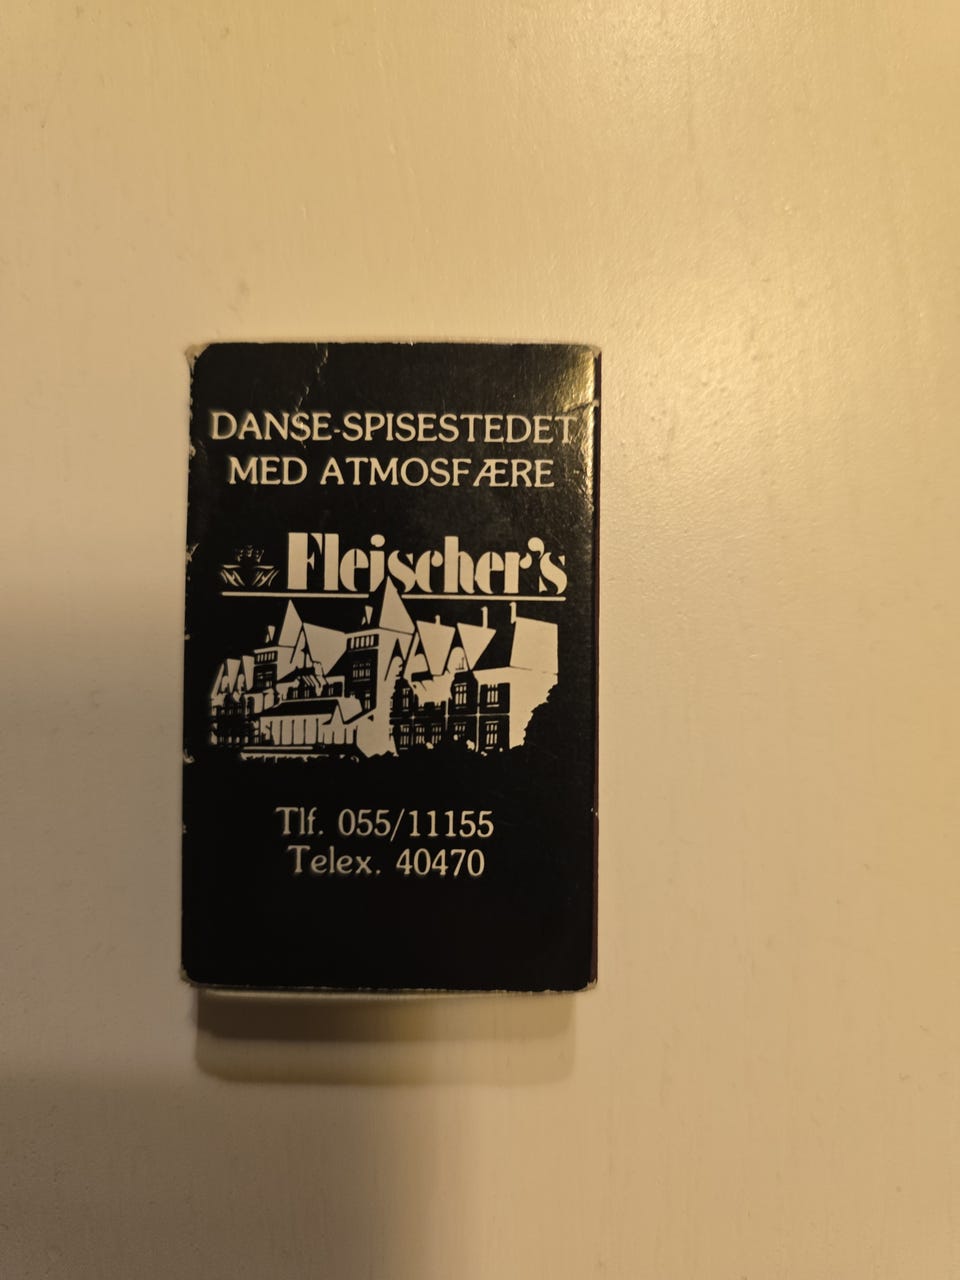 DANSE-SPISESTEDET
MED ATMOSFÆRE
Fleischer's
Tlf. 055/11155
Telex. 40470